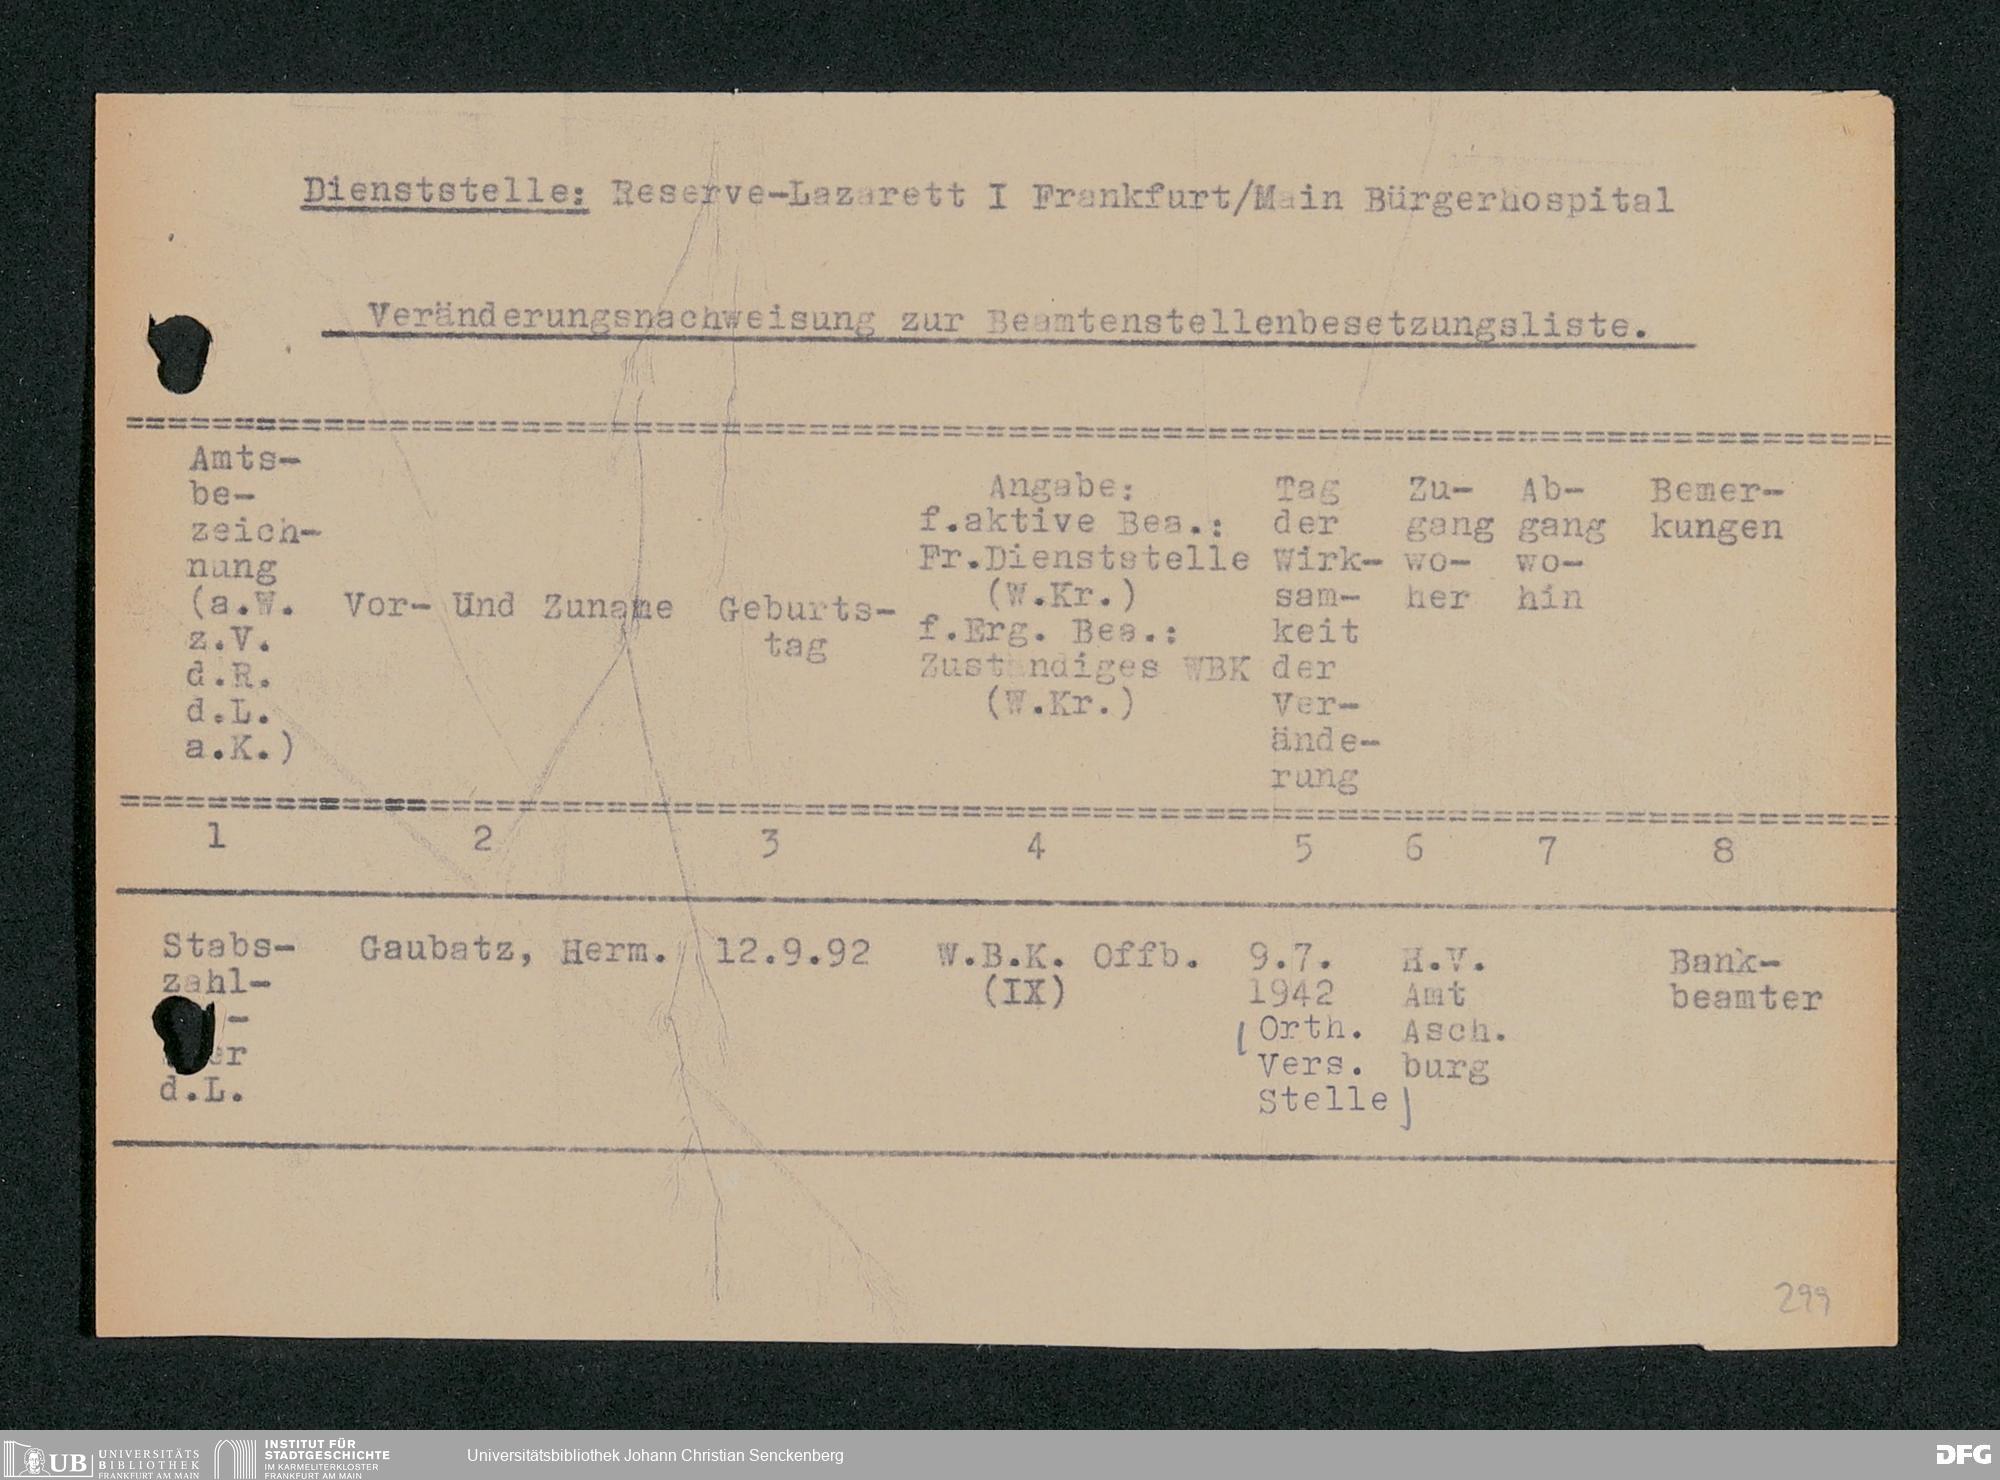 Dienststelle: Reserve-Lazarett I Frankfurt/Main Bürgerhospital
Veränderungsnachweisung zur Beamtenstellenbesetzungsliste.
Amts-
be-
zeich-
nung
(a.W.
z.V.
d.R.
d.L.
a.K.)
Vor- Und Zuname
Geburts-
tag
Angabe:
f.aktive Bea.:
Fr.Dienststelle
(W.Kr.)
f.Erg. Bea.:
Zuständiges WBK
(W.Kr.)
Tag
der
Wirk-
sam-
keit
der
Ver-
ände-
rung
Zu-
gang
wo-
her
Ab-
gang
wo-
hin
Bemer-
kungen
1 2 3 4 5 6 7 8
Stabs-
zahl-
-
er
d.L.
Gaubatz, Herm.
12.9.92
W.B.K. Offb.
(IX)
9.7.
1942
(Orth.
Vers.
Stelle)
H.V.
Amt
Asch.
burg
Bank-
beamter
299
UB UNIVERSITÄTS
BIBLIOTHEK
FRANKFURT AM MAIN
INSTITUT FÜR
STADTGESCHICHTE
IM KARMELITERKLOSTER
FRANKFURT AM MAIN
Universitätsbibliothek Johann Christian Senckenberg
DFG